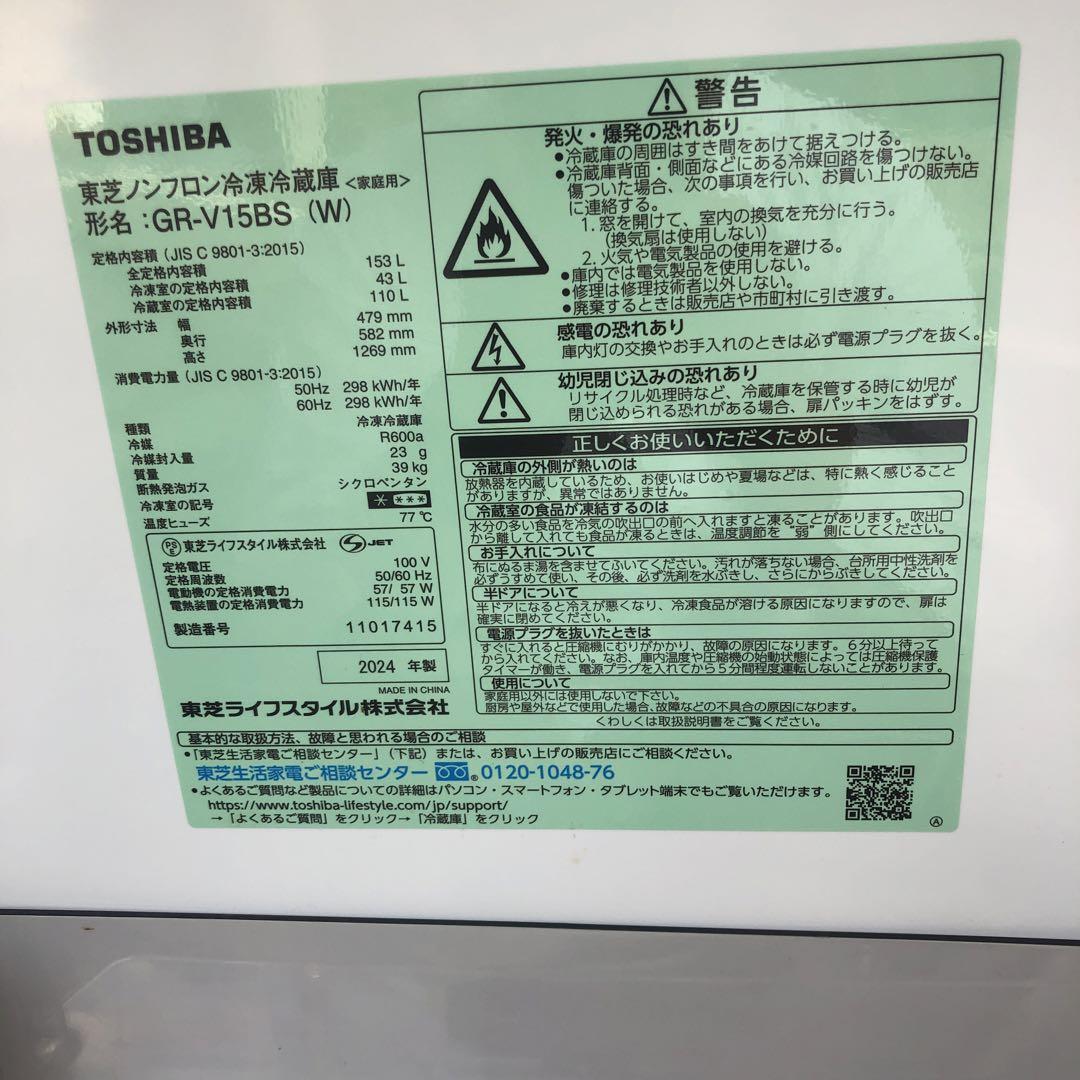 TOSHIBA
東芝ノンフロン冷凍冷蔵庫<家庭用>
形名:GR-V15BS (W)
定格内容積 (JIS C 9801-3:2015)
全定格内容積 153 L
冷凍室の定格内容積 43 L
冷蔵室の定格内容積 110 L
外形寸法 幅 479 mm
奥行 582 mm
高さ 1269 mm
消費電力量 (JIS C 9801-3:2015)
50Hz 298 kWh/年
60Hz 298 kWh/年
種類 冷凍冷蔵庫
冷媒 R600a
冷媒封入量 23 g
質量 39 kg
断熱発泡ガス シクロペンタン
冷凍室の記号 * ***
温度ヒューズ 77 ℃
PS E 東芝ライフスタイル株式会社 S JET
定格電圧 100 V
定格周波数 50/60 Hz
電動機の定格消費電力 57/ 57 W
電熱装置の定格消費電力 115/115 W
製造番号 11017415
2024 年製
MADE IN CHINA
東芝ライフスタイル株式会社
警告
発火・爆発の恐れあり
●冷蔵庫の周囲はすき間をあけて据えつける。
●冷蔵庫背面・側面などにある冷媒回路を傷つけない。
傷ついた場合、次の事項を行い、お買い上げの販売店
に連絡する。
1. 窓を開けて、室内の換気を充分に行う。
(換気扇は使用しない)
2. 火気や電気製品の使用を避ける。
●庫内では電気製品を使用しない。
●修理は修理技術者以外しない。
●廃棄するときは販売店や市町村に引き渡す。
感電の恐れあり
庫内灯の交換やお手入れのときは必ず電源プラグを抜く。
幼児閉じ込みの恐れあり
リサイクル処理時など、冷蔵庫を保管する時に幼児が
閉じ込められる恐れがある場合、扉パッキンをはずす。
正しくお使いいただくために
冷蔵庫の外側が熱いのは
放熱器を内蔵しているため、お使いはじめや夏場などは、特に熱く感じること
がありますが、異常ではありません。
冷蔵室の食品が凍結するのは
水分の多い食品を冷気の吹出口の前へ入れますと凍ることがあります。吹出口
から離して入れても食品が凍るときは、温度調節を“弱”側にしてください。
お手入れについて
布にぬるま湯を含ませてふいてください。汚れが落ちない場合、台所用中性洗剤を
必ずうすめて使い、その後、必ず洗剤を水ぶきし、さらにからぶきしてください。
半ドアについて
半ドアになると冷えが悪くなり、冷凍食品が溶ける原因になりますので、扉は
確実に閉めてください。
電源プラグを抜いたときは
すぐに入れると圧縮機にむりがかかり、故障の原因になります。6分以上待って
から入れてください。なお、庫内温度や圧縮機の始動状態によっては圧縮機保護
タイマーが働き、電源プラグを入れてから5分間程度運転しないことがあります。
使用について
家庭用以外には使用しないで下さい。
厨房や屋外などで使用した場合、故障などの不具合の原因になります。
くわしくは取扱説明書をご覧ください。
基本的な取扱方法、故障と思われる場合のご相談
●「東芝生活家電ご相談センター」(下記)または、お買い上げの販売店にご相談ください。
東芝生活家電ご相談センター 0120-1048-76
●よくあるご質問など製品についての詳細はパソコン・スマートフォン・タブレット端末でもご覧いただけます。
https://www.toshiba-lifestyle.com/jp/support/
→「よくあるご質問」をクリック→「冷蔵庫」をクリック
Ⓐ